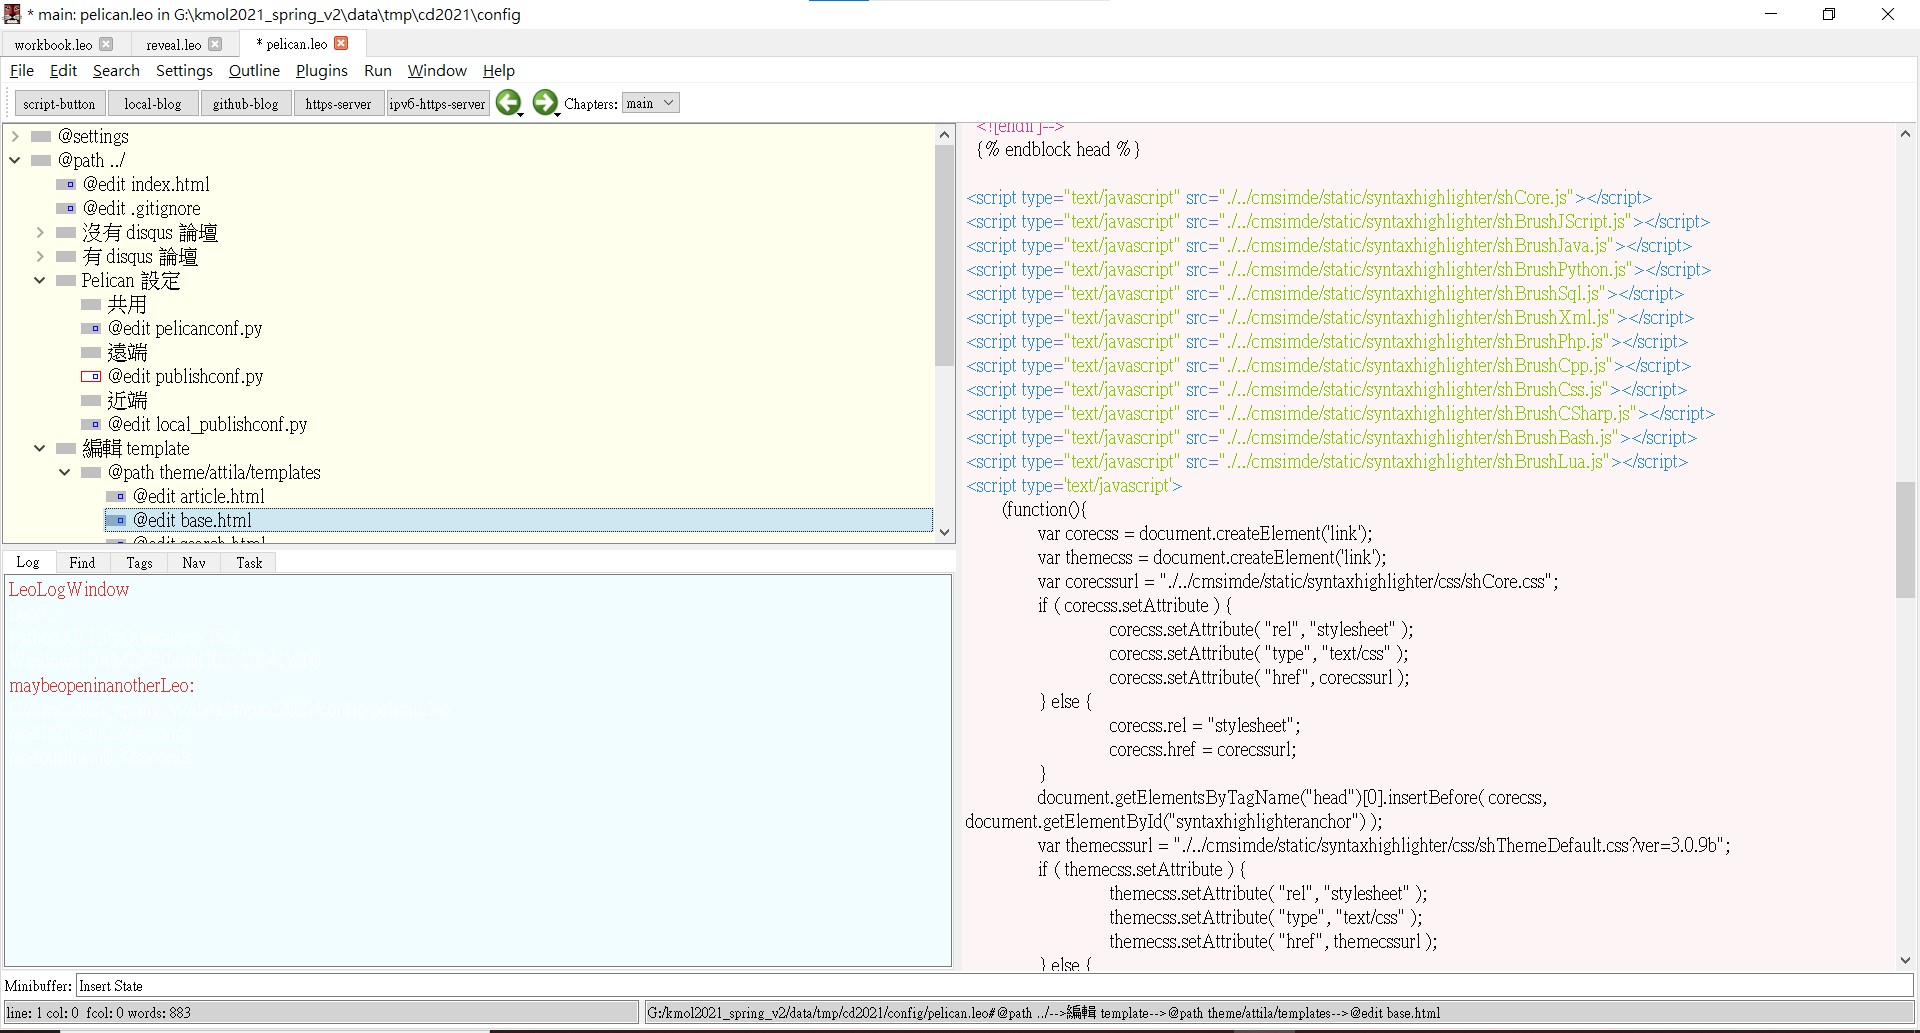 * main: pelican.leo in G:\kmol2021_spring_v2\data\tmp\cd2021\config
workbook.leo
reveal.leo
* pelican.leo
File Edit Search Settings Outline Plugins Run Window Help
script-button local-blog github-blog https-server ipv6-https-server Chapters: main
@settings
@path ../
@edit index.html
@edit .gitignore
沒有 disqus 論壇
有 disqus 論壇
Pelican 設定
共用
@edit pelicanconf.py
遠端
@edit publishconf.py
近端
@edit local_publishconf.py
編輯 template
@path theme/attila/templates
@edit article.html
@edit base.html
@edit search.html
Log Find Tags Nav Task
LeoLogWindow
maybeopeninanotherLeo:
<![endif]-->
{% endblock head %}
<script type="text/javascript" src="./../cmsimde/static/syntaxhighlighter/shCore.js"></script>
<script type="text/javascript" src="./../cmsimde/static/syntaxhighlighter/shBrushJScript.js"></script>
<script type="text/javascript" src="./../cmsimde/static/syntaxhighlighter/shBrushJava.js"></script>
<script type="text/javascript" src="./../cmsimde/static/syntaxhighlighter/shBrushPython.js"></script>
<script type="text/javascript" src="./../cmsimde/static/syntaxhighlighter/shBrushSql.js"></script>
<script type="text/javascript" src="./../cmsimde/static/syntaxhighlighter/shBrushXml.js"></script>
<script type="text/javascript" src="./../cmsimde/static/syntaxhighlighter/shBrushPhp.js"></script>
<script type="text/javascript" src="./../cmsimde/static/syntaxhighlighter/shBrushCpp.js"></script>
<script type="text/javascript" src="./../cmsimde/static/syntaxhighlighter/shBrushCss.js"></script>
<script type="text/javascript" src="./../cmsimde/static/syntaxhighlighter/shBrushCSharp.js"></script>
<script type="text/javascript" src="./../cmsimde/static/syntaxhighlighter/shBrushBash.js"></script>
<script type="text/javascript" src="./../cmsimde/static/syntaxhighlighter/shBrushLua.js"></script>
<script type='text/javascript'>
(function(){
var corecss = document.createElement('link');
var themecss = document.createElement('link');
var corecssurl = "./../cmsimde/static/syntaxhighlighter/css/shCore.css";
if ( corecss.setAttribute ) {
corecss.setAttribute( "rel", "stylesheet" );
corecss.setAttribute( "type", "text/css" );
corecss.setAttribute( "href", corecssurl );
} else {
corecss.rel = "stylesheet";
corecss.href = corecssurl;
}
document.getElementsByTagName("head")[0].insertBefore( corecss,
document.getElementById("syntaxhighlighteranchor") );
var themecssurl = "./../cmsimde/static/syntaxhighlighter/css/shThemeDefault.css?ver=3.0.9b";
if ( themecss.setAttribute ) {
themecss.setAttribute( "rel", "stylesheet" );
themecss.setAttribute( "type", "text/css" );
themecss.setAttribute( "href", themecssurl );
} else {
Minibuffer: Insert State
line: 1 col: 0 fcol: 0 words: 883
G:/kmol2021_spring_v2/data/tmp/cd2021/config/pelican.leo#@path ../-->編輯 template-->@path theme/attila/templates-->@edit base.html